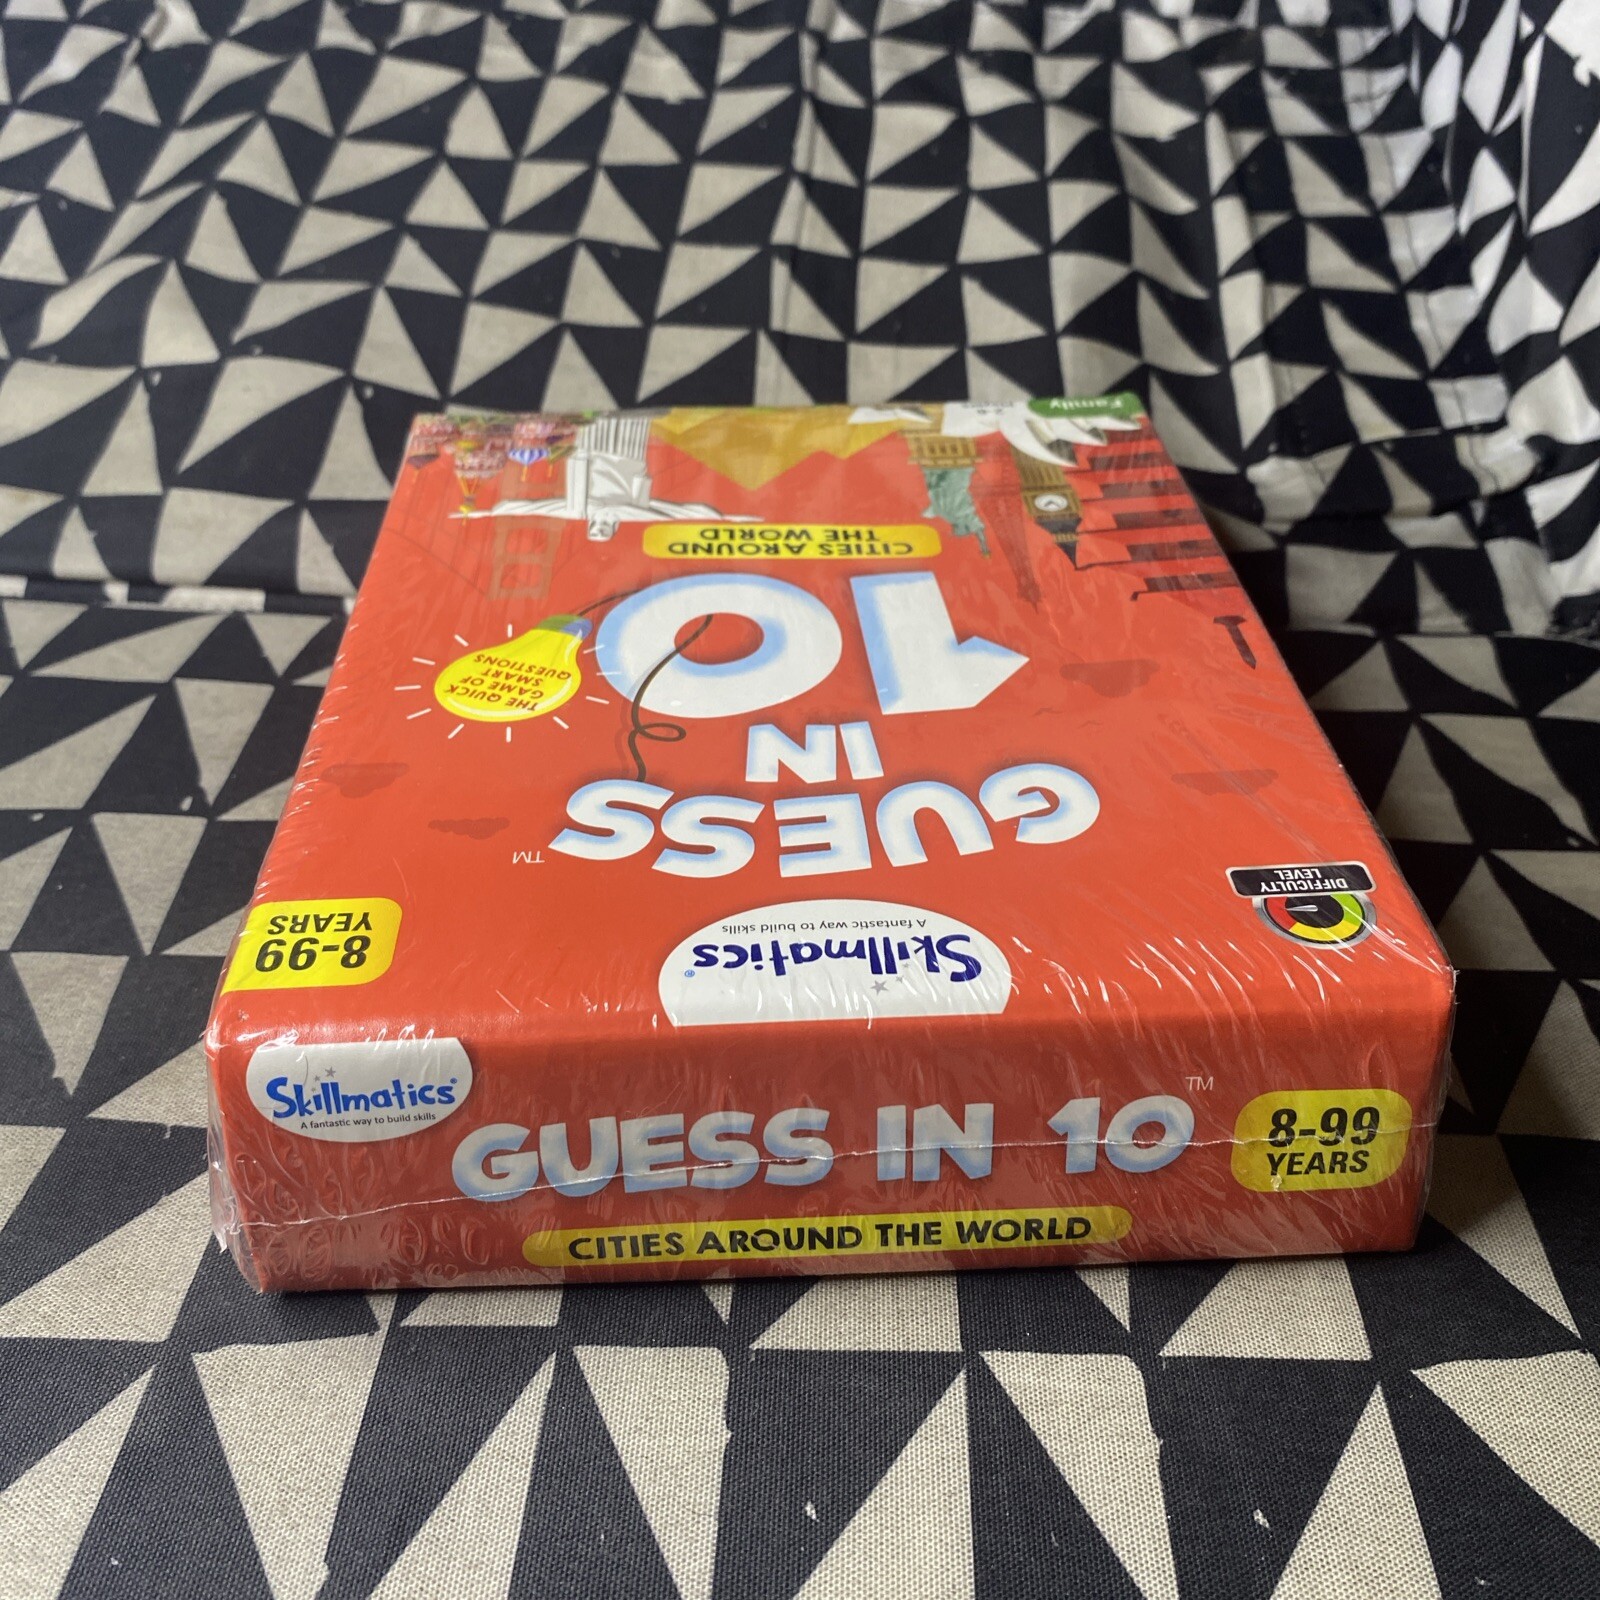 Family
2-6
CITIES AROUND
THE WORLD
10
IN
GUESS
TM
THE QUICK
GAME OF
SMART
QUESTIONS
DIFFICULTY
LEVEL
8-99
YEARS
Skillmatics®
A fantastic way to build skills
Skillmatics®
A fantastic way to build skills
GUESS IN 10
TM
8-99
YEARS
CITIES AROUND THE WORLD